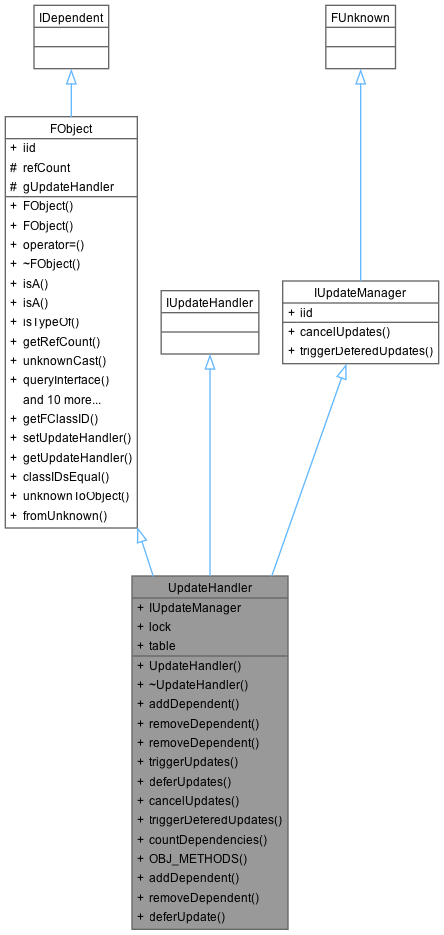 IDependent
FUnknown
FObject
+ iid
# refCount
# gUpdateHandler
+ FObject()
+ FObject()
+ operator=()
+ ~FObject()
+ isA()
+ isA()
+ isTypeOf()
+ getRefCount()
+ unknownCast()
+ queryInterface()
and 10 more...
+ getFClassID()
+ setUpdateHandler()
+ getUpdateHandler()
+ classIDsEqual()
+ unknownToObject()
+ fromUnknown()
IUpdateHandler
IUpdateManager
+ iid
+ cancelUpdates()
+ triggerDeferedUpdates()
UpdateHandler
+ IUpdateManager
+ lock
+ table
+ UpdateHandler()
+ ~UpdateHandler()
+ addDependent()
+ removeDependent()
+ removeDependent()
+ triggerUpdates()
+ deferUpdates()
+ cancelUpdates()
+ triggerDeferedUpdates()
+ countDependencies()
+ OBJ_METHODS()
+ addDependent()
+ removeDependent()
+ deferUpdate()